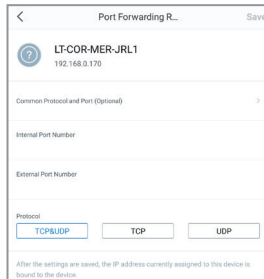 Port Forwarding R...
Save
LT-COR-MER-JRL1
192.168.0.170
Common Protocol and Port (Optional)
Internal Port Number
External Port Number
Protocol
TCP&UDP
TCP
UDP
After the settings are saved, the IP address currently assigned to this device is
bound to the device.